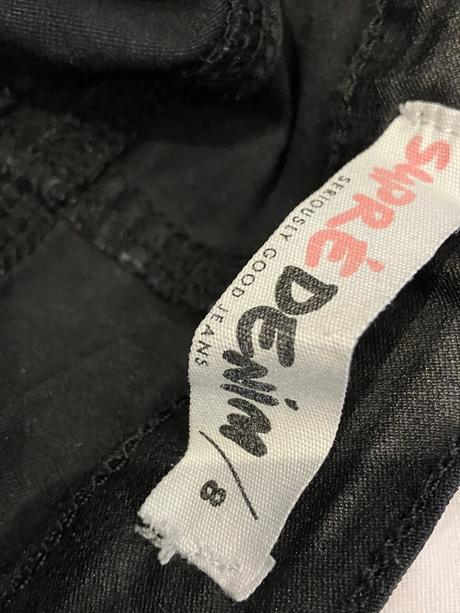 SUPRÉ
DENIM / 8
SERIOUSLY GOOD JEANS